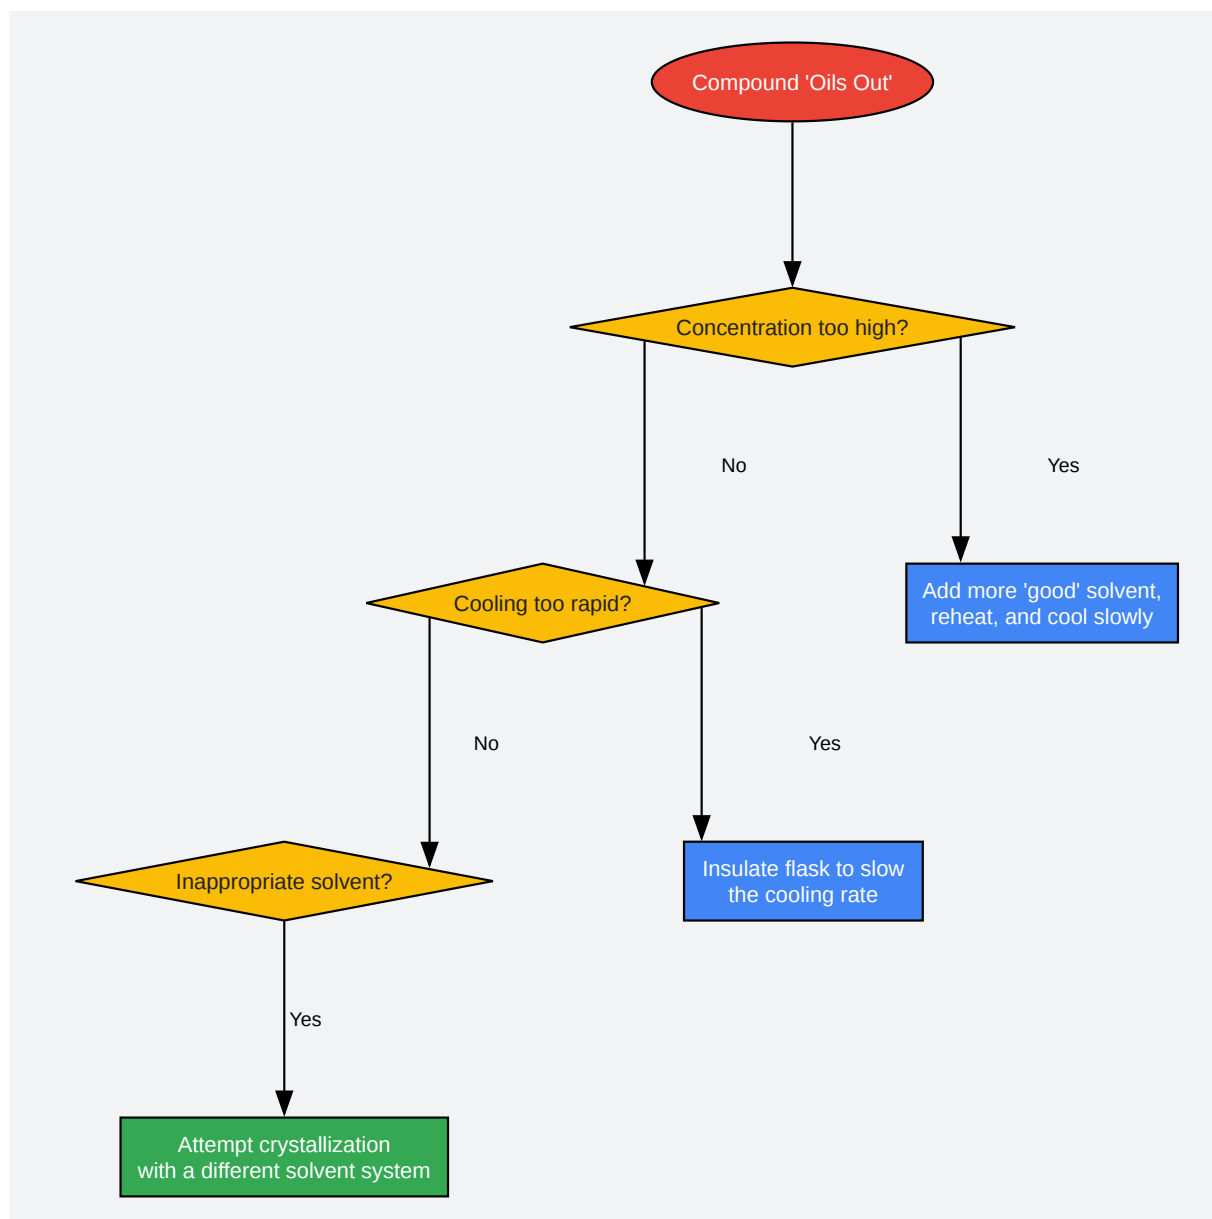 Compound 'Oils Out'
Concentration too high?
No
Yes
Cooling too rapid?
Add more 'good' solvent,
reheat, and cool slowly
No
Yes
Inappropriate solvent?
Insulate flask to slow
the cooling rate
Yes
Attempt crystallization
with a different solvent system